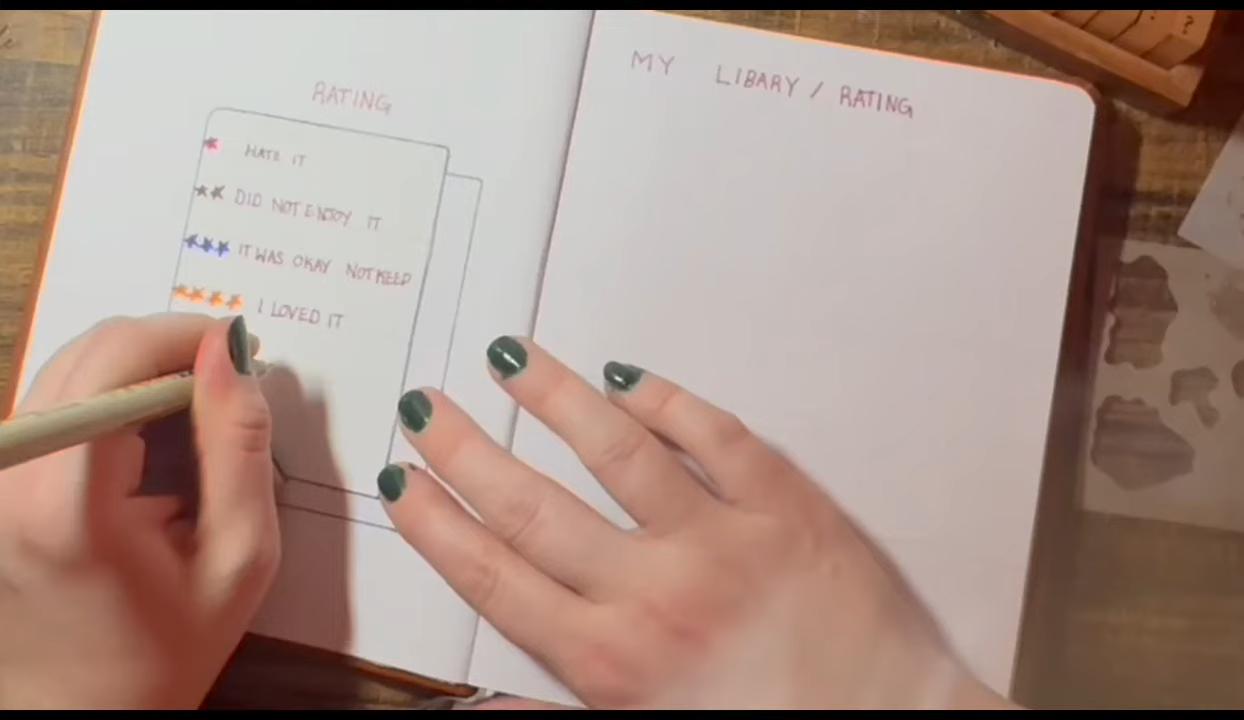 RATING
HATE IT
DID NOT ENJOY IT
IT WAS OKAY NOT KEEP
I LOVED IT
MY LIBARY / RATING
?